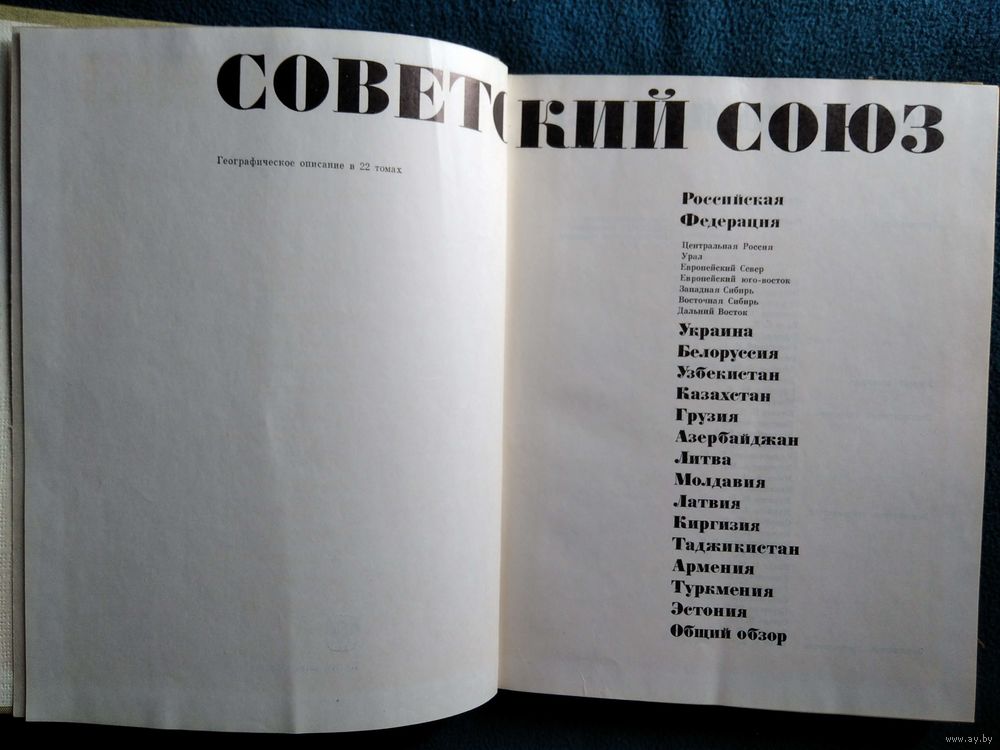 СОВЕТСКИЙ СОЮЗ
Географическое описание в 22 томах
Российская
Федерация
Центральная Россия
Урал
Европейский Север
Европейский юго-восток
Западная Сибирь
Восточная Сибирь
Дальний Восток
Украина
Белоруссия
Узбекистан
Казахстан
Грузия
Азербайджан
Литва
Молдавия
Латвия
Киргизия
Таджикистан
Армения
Туркмения
Эстония
Общий обзор
www.ay.by